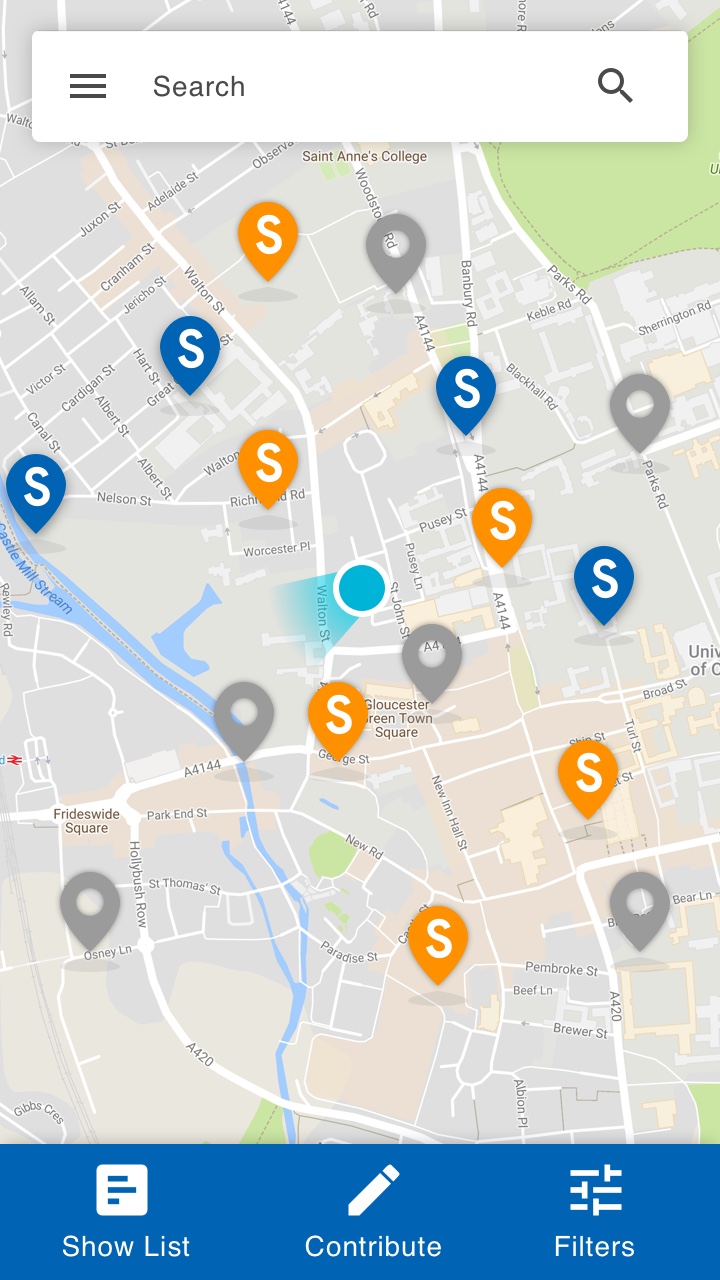 A4144
Rd
Search
St Anne's
Saint Anne's College
Woodsto
Rd
Adelaide St
Juxon St
Cranham St
Jericho St
Walton St
Banbury Rd
Parks Rd
Keble Rd
Sherrington Rd
Allam St
A4144
S
S
S
Hart St
Great
St
Victor St
Cardigan St
Albert St
Blackhall Rd
Canal St
Albert St
Walton
S
S
Nelson St
Rich
d Rd
A4144
Parks Rd
Pusey St
S
Worcester Pl
Pusey Ln
Castle Mill Stream
S
Rewley Rd
Walton St
St John St
A4144
Univ
of C
Broad St
Gloucester
Green Town
Square
S
George St
Ship St
Turl St
A4144
S
New Inn Hall St
Frideswide
Square
Park End St
New Rd
Hollybush Row
St Thomas' St
Bear Ln
S
Osney Ln
Paradise St
Pembroke St
Beef Ln
A420
Brewer St
A420
Albion Pl
Gibbs Cres
Show List
Contribute
Filters